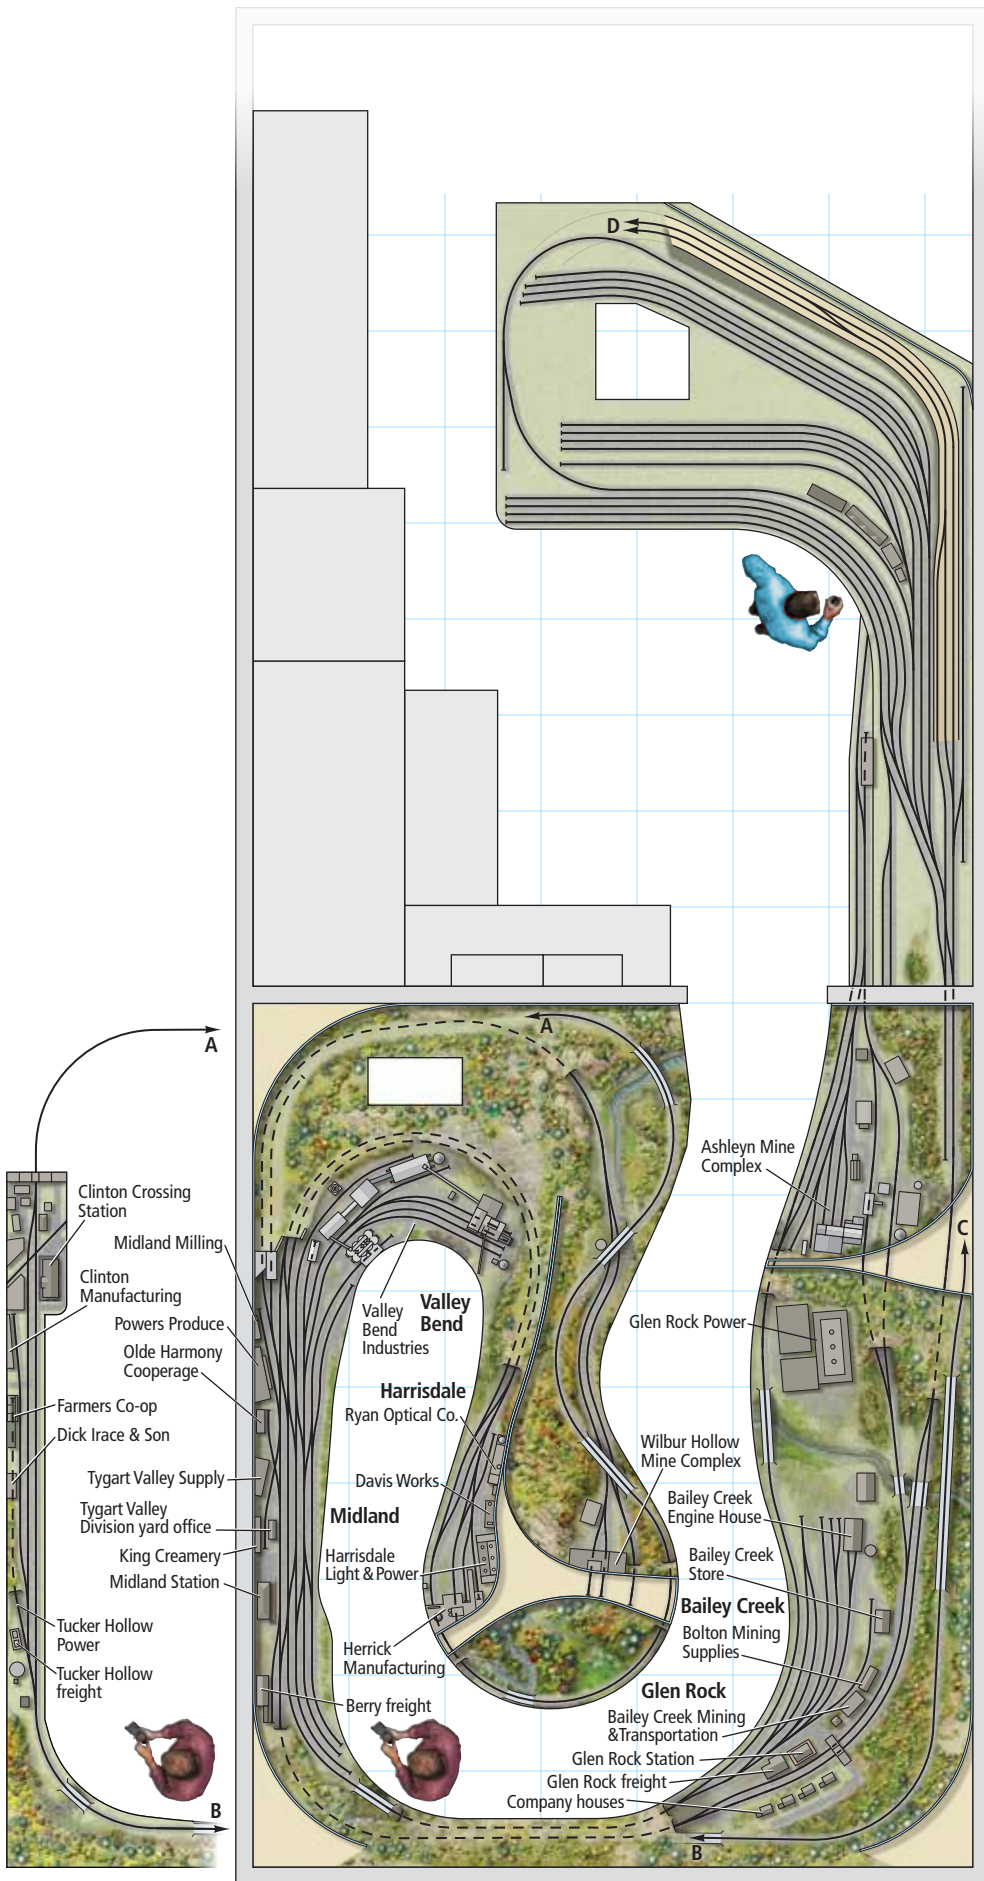 D
A
A
Clinton Crossing
Station
Midland Milling
Clinton
Manufacturing
Powers Produce
Olde Harmony
Cooperage
Farmers Co-op
Dick Irace & Son
Tygart Valley Supply
Tygart Valley
Division yard office
King Creamery
Midland Station
Tucker Hollow
Power
Tucker Hollow
freight
Berry freight
B
Valley
Bend
Industries
Valley
Bend
Harrisdale
Ryan Optical Co.
Davis Works
Midland
Harrisdale
Light & Power
Herrick
Manufacturing
Ashleyn Mine
Complex
C
Glen Rock Power
Wilbur Hollow
Mine Complex
Bailey Creek
Engine House
Bailey Creek
Store
Bailey Creek
Bolton Mining
Supplies
Glen Rock
Bailey Creek Mining
&Transportation
Glen Rock Station
Glen Rock freight
Company houses
B